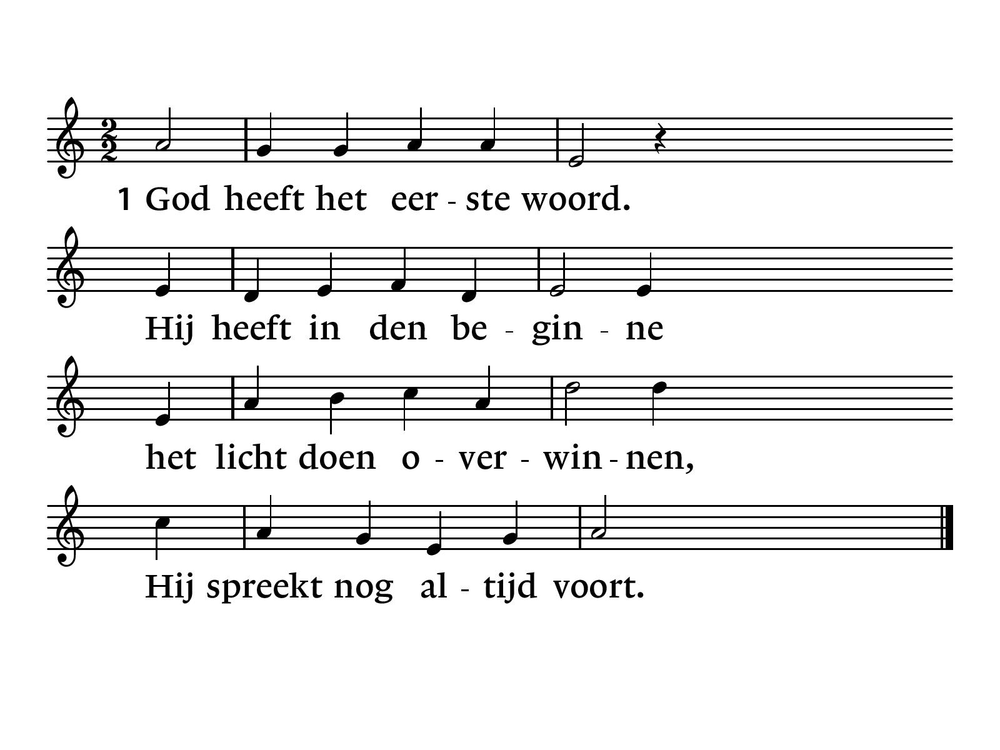 1 God heeft het eer - ste woord.
Hij heeft in den be - gin - ne
het licht doen o - ver - win - nen,
Hij spreekt nog al - tijd voort.